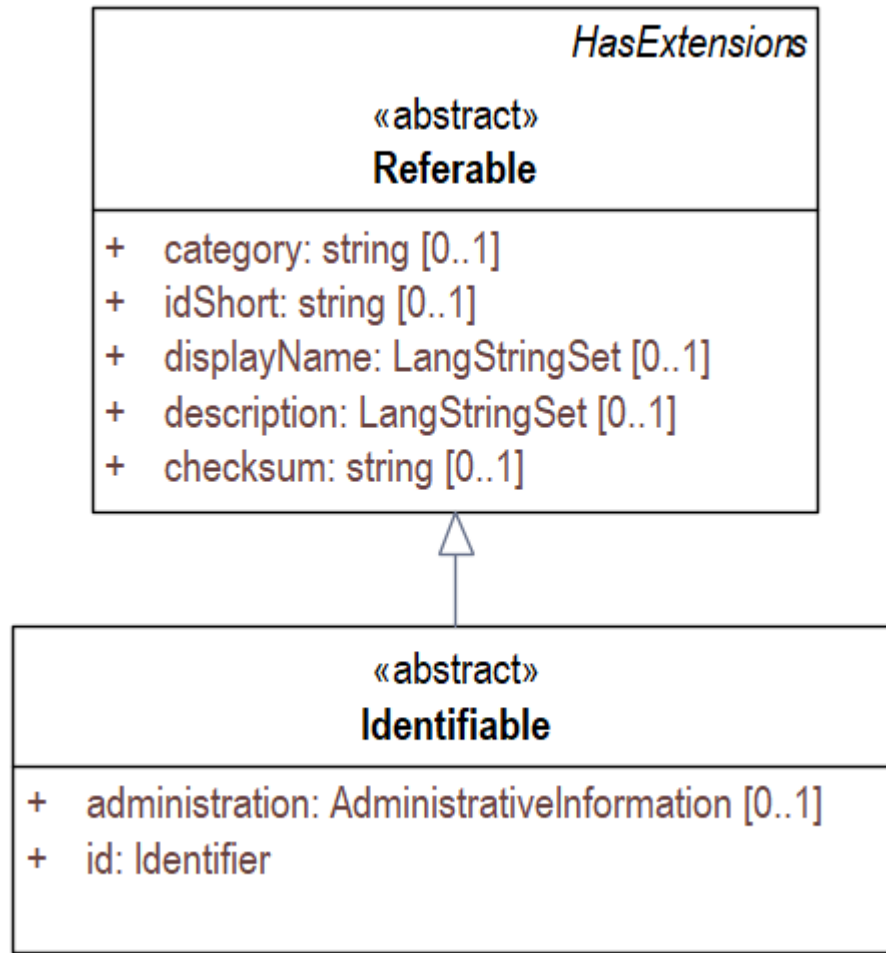 HasExtensions
«abstract»
Referable
+ category: string [0..1]
+ idShort: string [0..1]
+ displayName: LangStringSet [0..1]
+ description: LangStringSet [0..1]
+ checksum: string [0..1]
«abstract»
Identifiable
+ administration: AdministrativeInformation [0..1]
+ id: Identifier